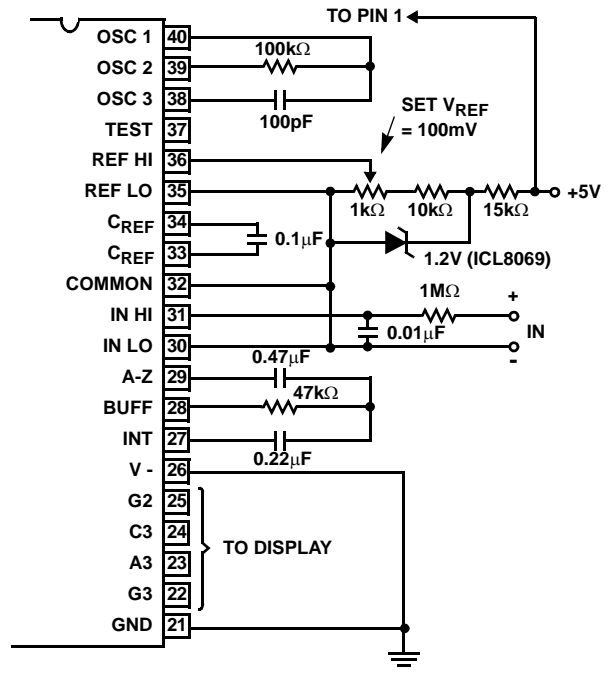 TO PIN 1
OSC 1 40
100kΩ
OSC 2 39
OSC 3 38
100pF
SET VREF
= 100mV
TEST 37
REF HI 36
REF LO 35
1kΩ 10kΩ 15kΩ +5V
CREF 34
0.1μF
CREF 33
1.2V (ICL8069)
COMMON 32
1MΩ
IN HI 31
+
0.01μF IN
IN LO 30
-
0.47μF
A-Z 29
47kΩ
BUFF 28
INT 27
0.22μF
V - 26
G2 25
C3 24
TO DISPLAY
A3 23
G3 22
GND 21